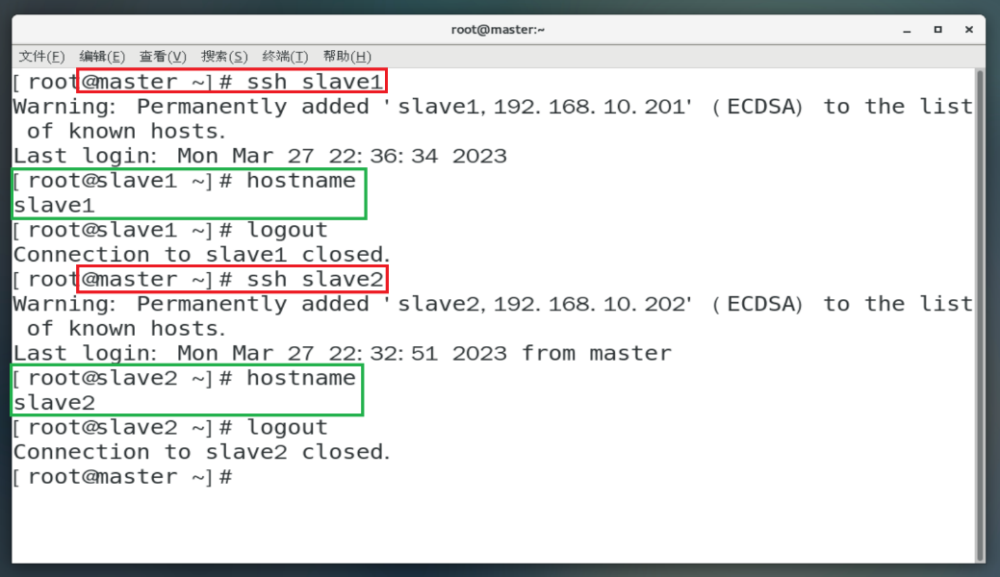 root@master:~
文件(F) 编辑(E) 查看(V) 搜索(S) 终端(T) 帮助(H)
[root@master ~]# ssh slave1
Warning: Permanently added 'slave1,192.168.10.201' (ECDSA) to the list
 of known hosts.
Last login: Mon Mar 27 22:36:34 2023
[root@slave1 ~]# hostname
slave1
[root@slave1 ~]# logout
Connection to slave1 closed.
[root@master ~]# ssh slave2
Warning: Permanently added 'slave2,192.168.10.202' (ECDSA) to the list
 of known hosts.
Last login: Mon Mar 27 22:32:51 2023 from master
[root@slave2 ~]# hostname
slave2
[root@slave2 ~]# logout
Connection to slave2 closed.
[root@master ~]#